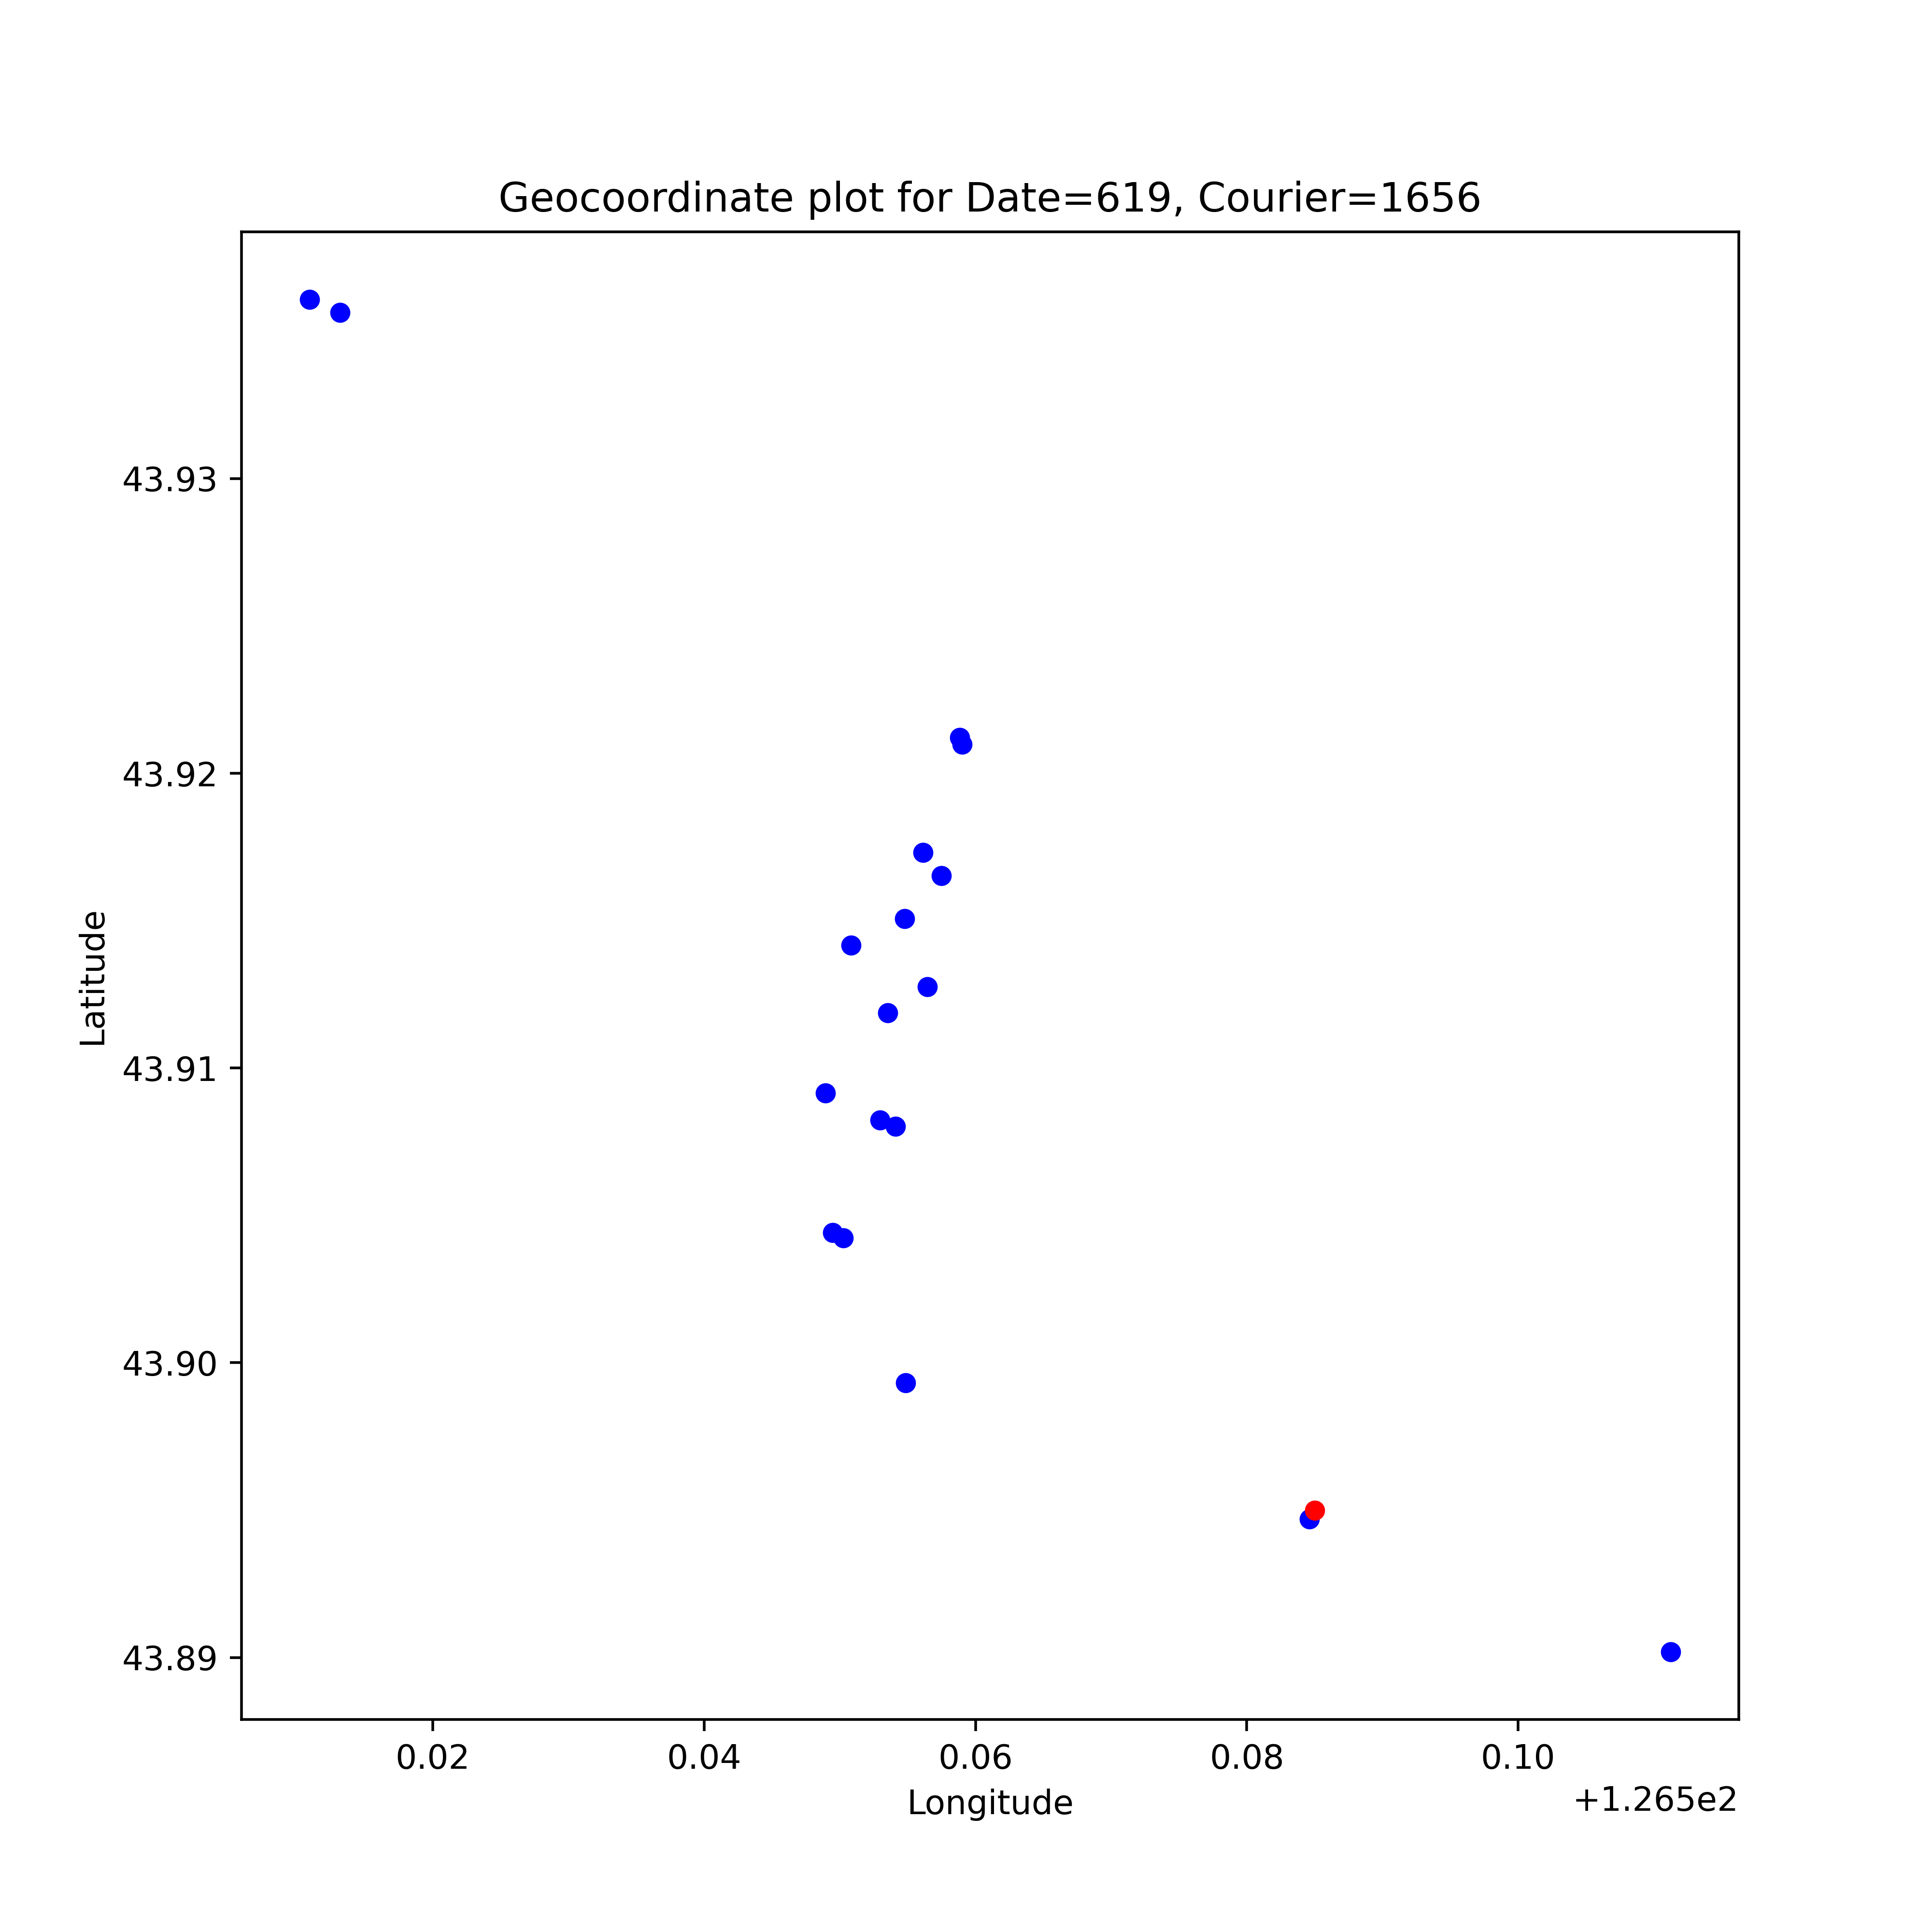 Geocoordinate plot for Date=619, Courier=1656
43.93
43.92
43.91
43.90
43.89
Latitude
0.02 0.04 0.06 0.08 0.10
+1.265e2
Longitude